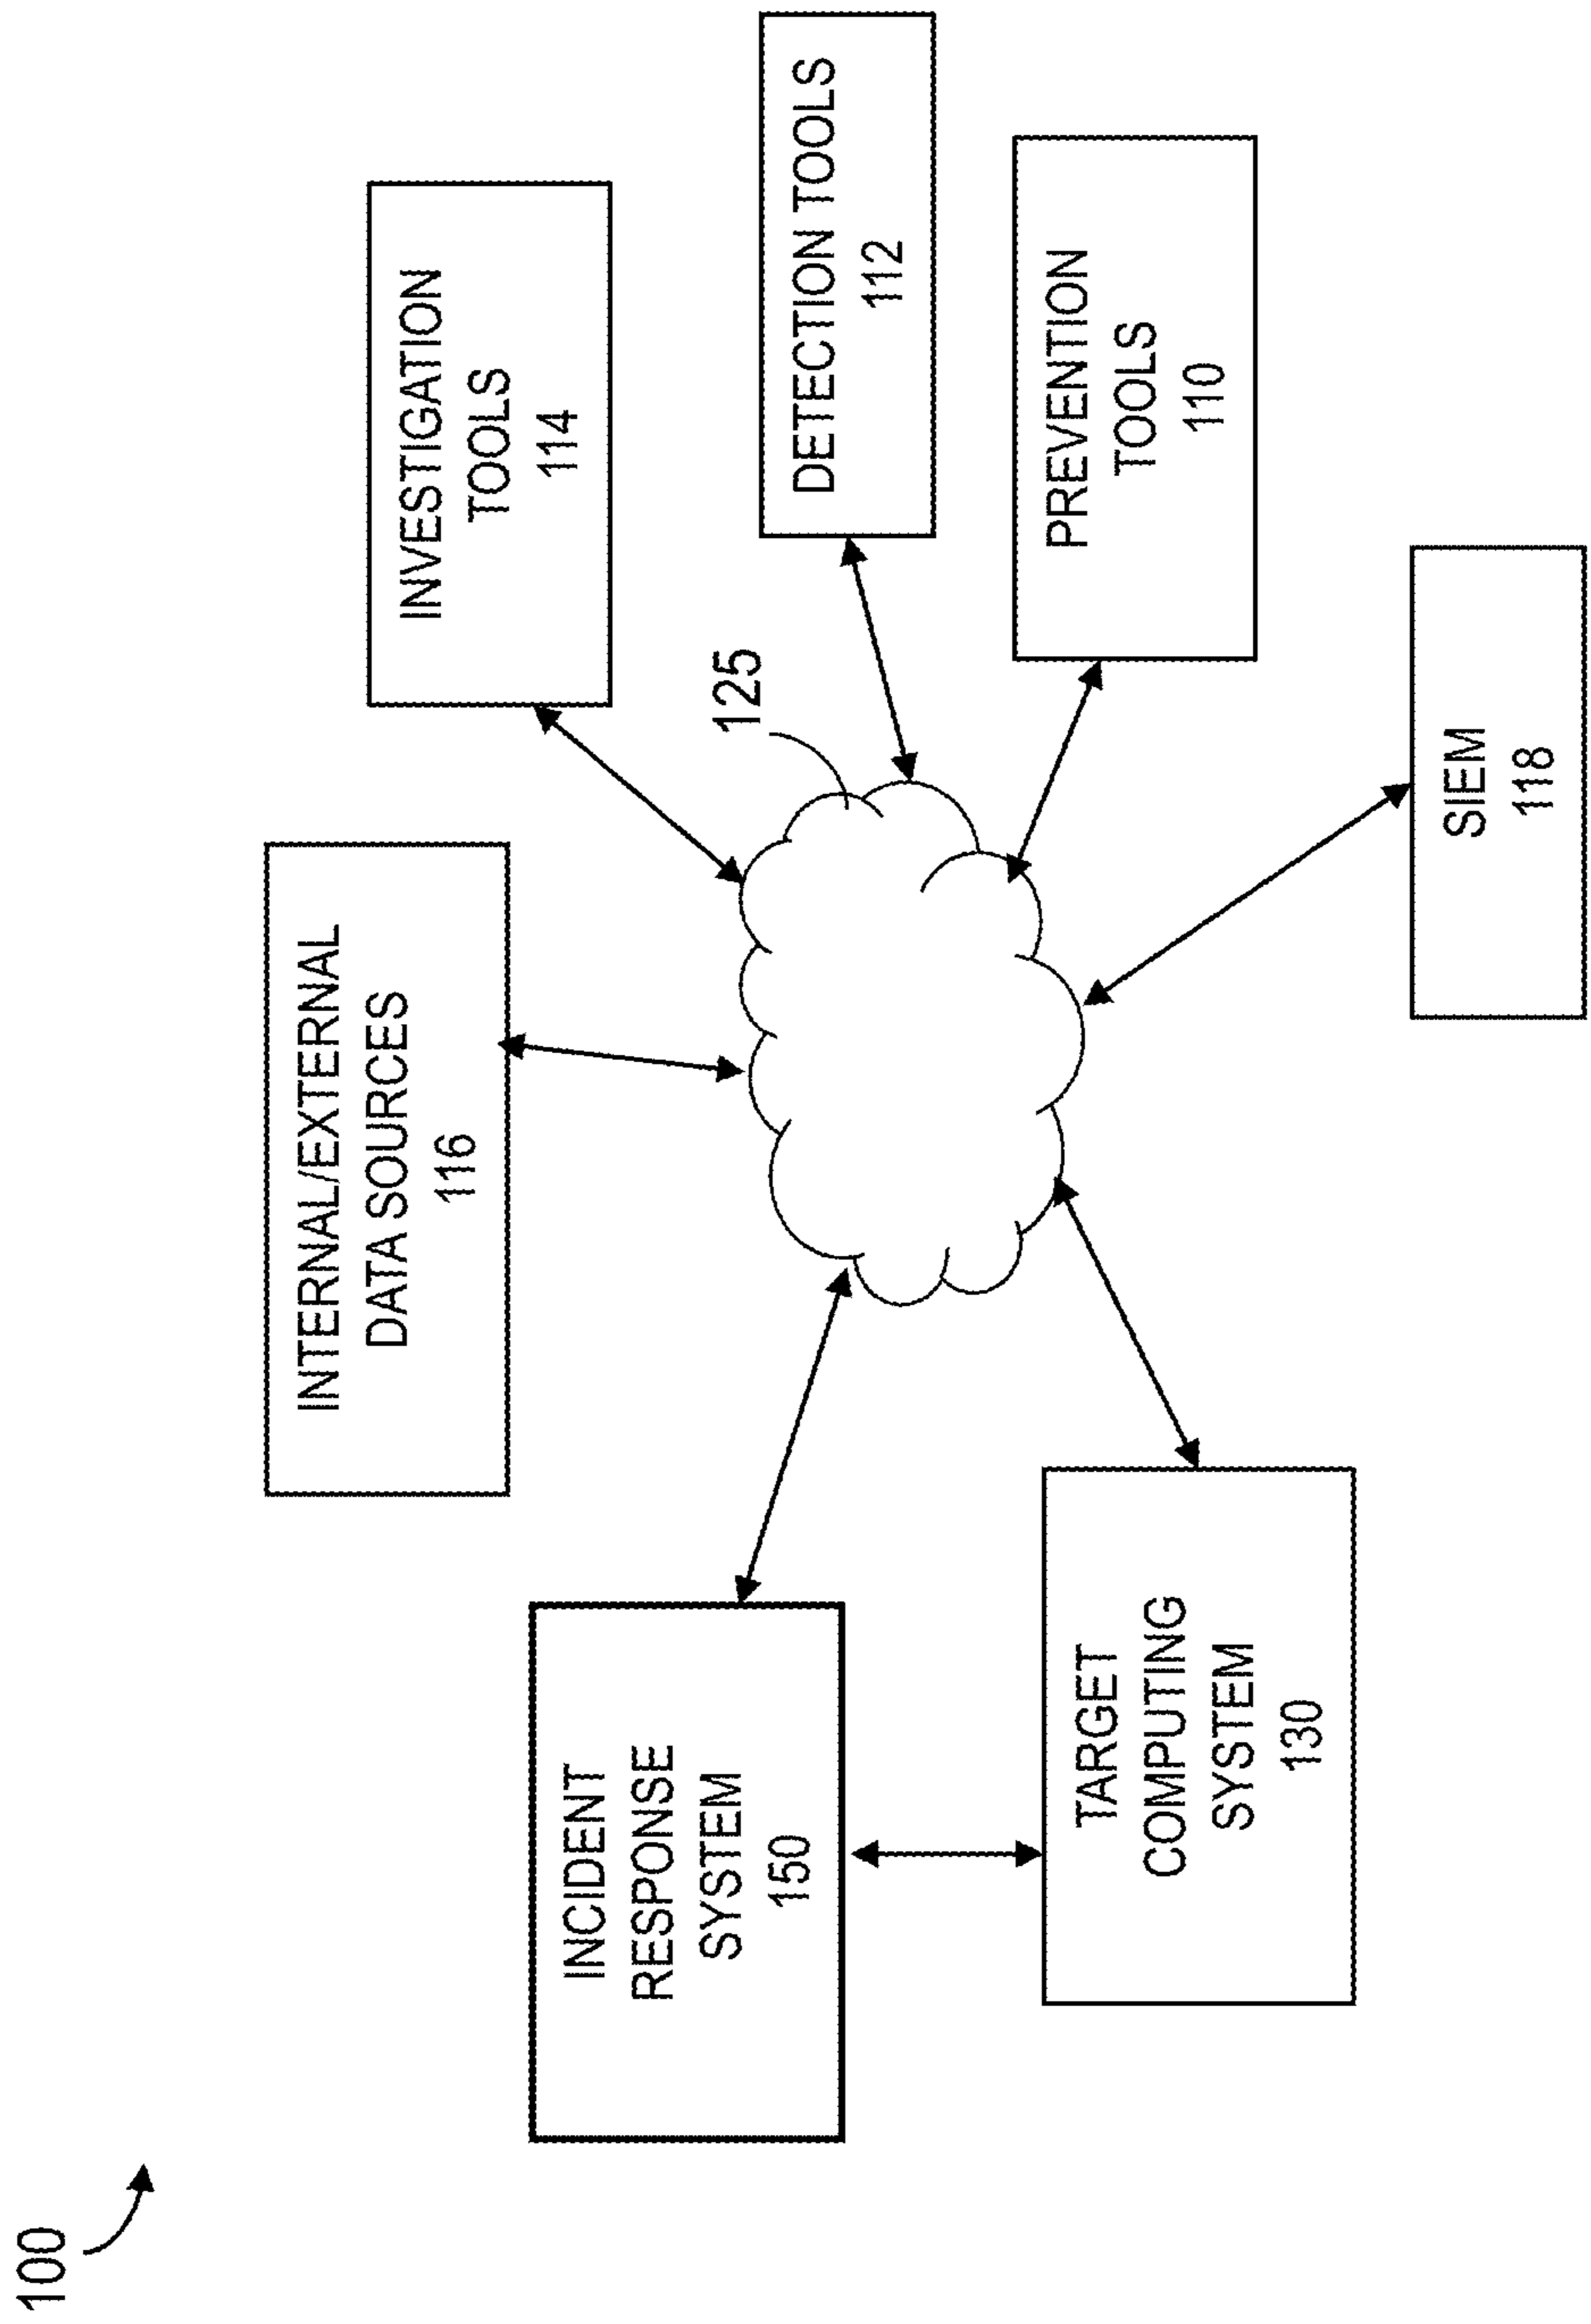 100
INTERNAL/EXTERNAL
DATA SOURCES
116
INVESTIGATION
TOOLS
114
INCIDENT
RESPONSE
SYSTEM
150
125
DETECTION TOOLS
112
TARGET
COMPUTING
SYSTEM
130
PREVENTION
TOOLS
110
SIEM
118